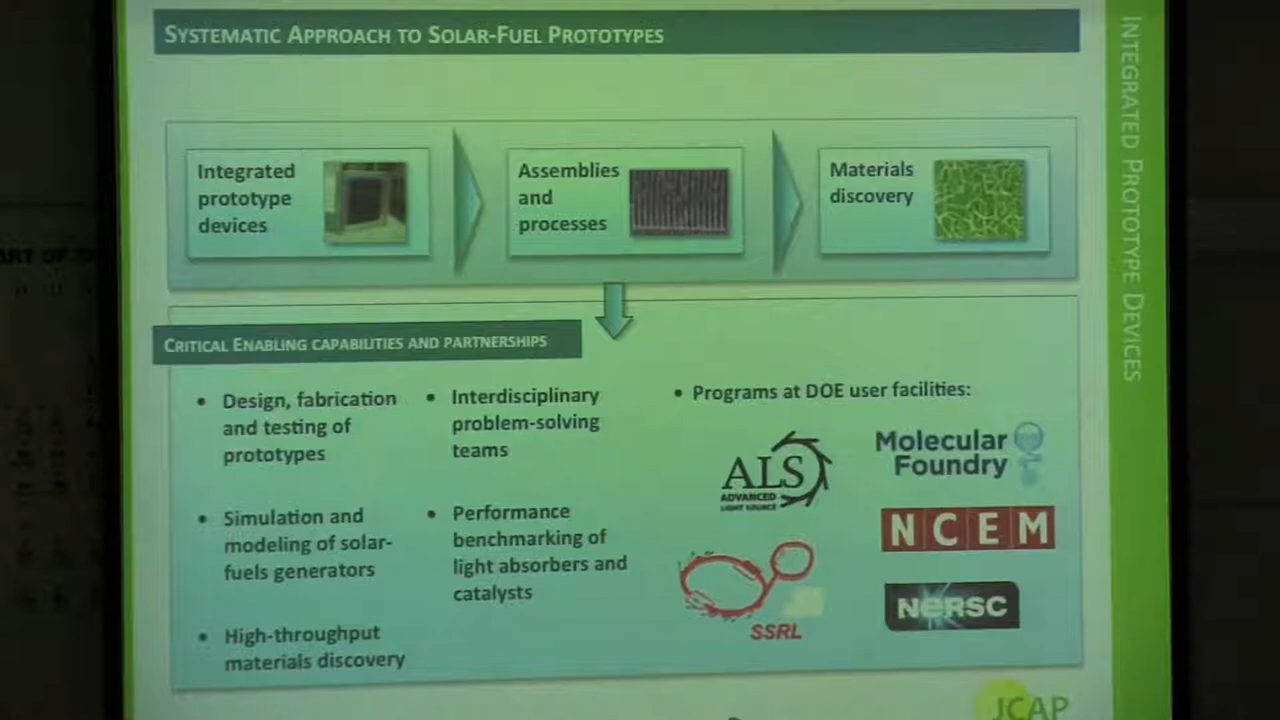 SYSTEMATIC APPROACH TO SOLAR-FUEL PROTOTYPES
INTEGRATED PROTOTYPE DEVICES
Integrated
prototype
devices
Assemblies
and
processes
Materials
discovery
CRITICAL ENABLING CAPABILITIES AND PARTNERSHIPS
• Design, fabrication
and testing of
prototypes
• Simulation and
modeling of solar-
fuels generators
• High-throughput
materials discovery
• Interdisciplinary
problem-solving
teams
• Performance
benchmarking of
light absorbers and
catalysts
• Programs at DOE user facilities:
ALS
ADVANCED
LIGHT SOURCE
Molecular
Foundry
NCEM
SSRL
NERSC
JCAP